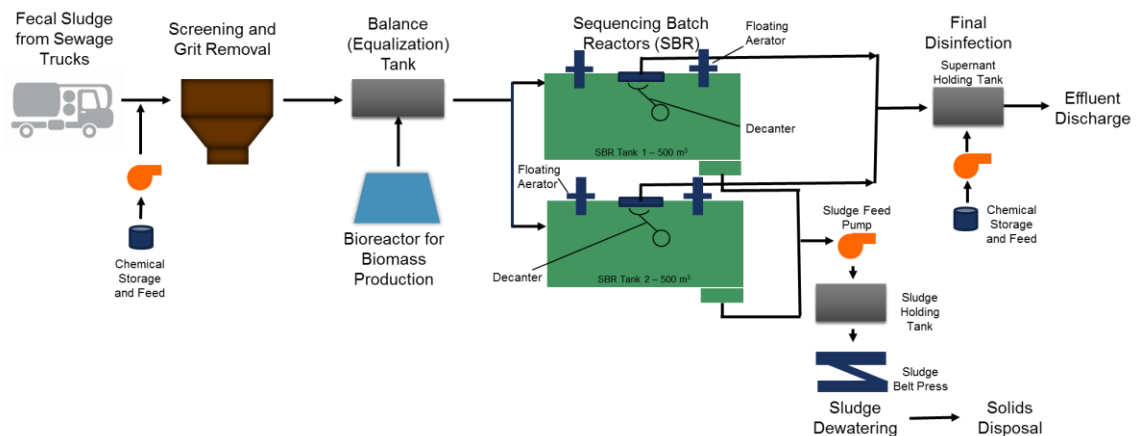 Fecal Sludge
from Sewage
Trucks
Screening and
Grit Removal
Balance
(Equalization)
Tank
Sequencing Batch
Reactors (SBR)
Floating
Aerator
Final
Disinfection
Supernant
Holding Tank
Effluent
Discharge
Decanter
SBR Tank 1 – 500 m³
Floating
Aerator
Chemical
Storage
and Feed
Bioreactor for
Biomass
Production
Decanter
SBR Tank 2 – 500 m³
Sludge Feed
Pump
Chemical
Storage
and Feed
Sludge
Holding
Tank
Sludge
Belt Press
Sludge
Dewatering
Solids
Disposal